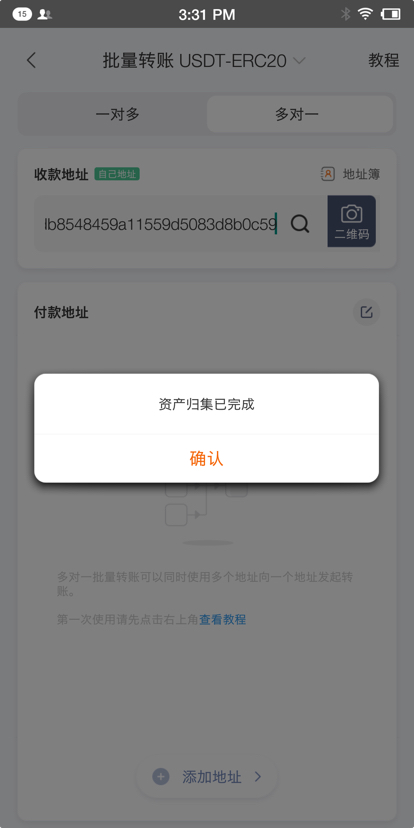 15
3:31 PM
批量转账 USDT-ERC20
教程
一对多
多对一
收款地址 自己地址
地址簿
lb8548459a11559d5083d8b0c59
二维码
付款地址
资产归集已完成
确认
多对一批量转账可以同时使用多个地址向一个地址发起转
账。
第一次使用请先点击右上角查看教程
添加地址